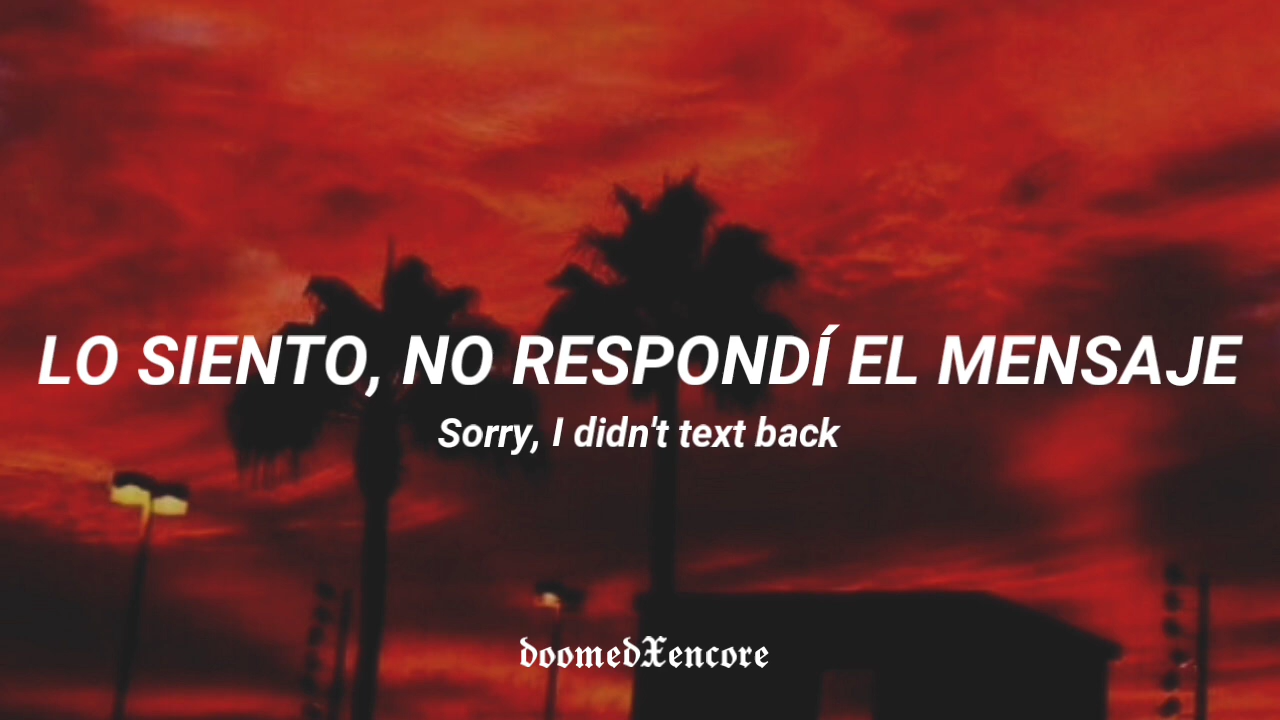 LO SIENTO, NO RESPONDÍ EL MENSAJE
Sorry, I didn't text back
doomedXencore